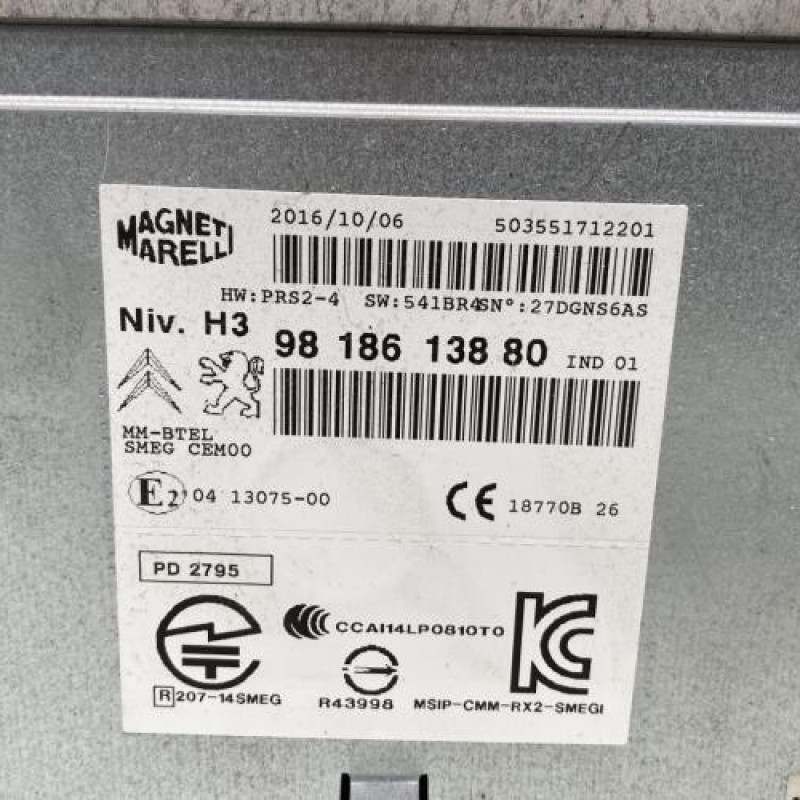 MAGNETI MARELLI
2016/10/06 503551712201
HW:PRS2-4 SW:541BR4SN°:27DGNS6AS
Niv. H3 98 186 138 80 IND 01
MM-BTEL
SMEG CEM00
E2 04 13075-00 CE 18770B 26
PD 2795
CCAI14LP0810T0
R 207-14SMEG R43998 MSIP-CMM-RX2-SMEGI